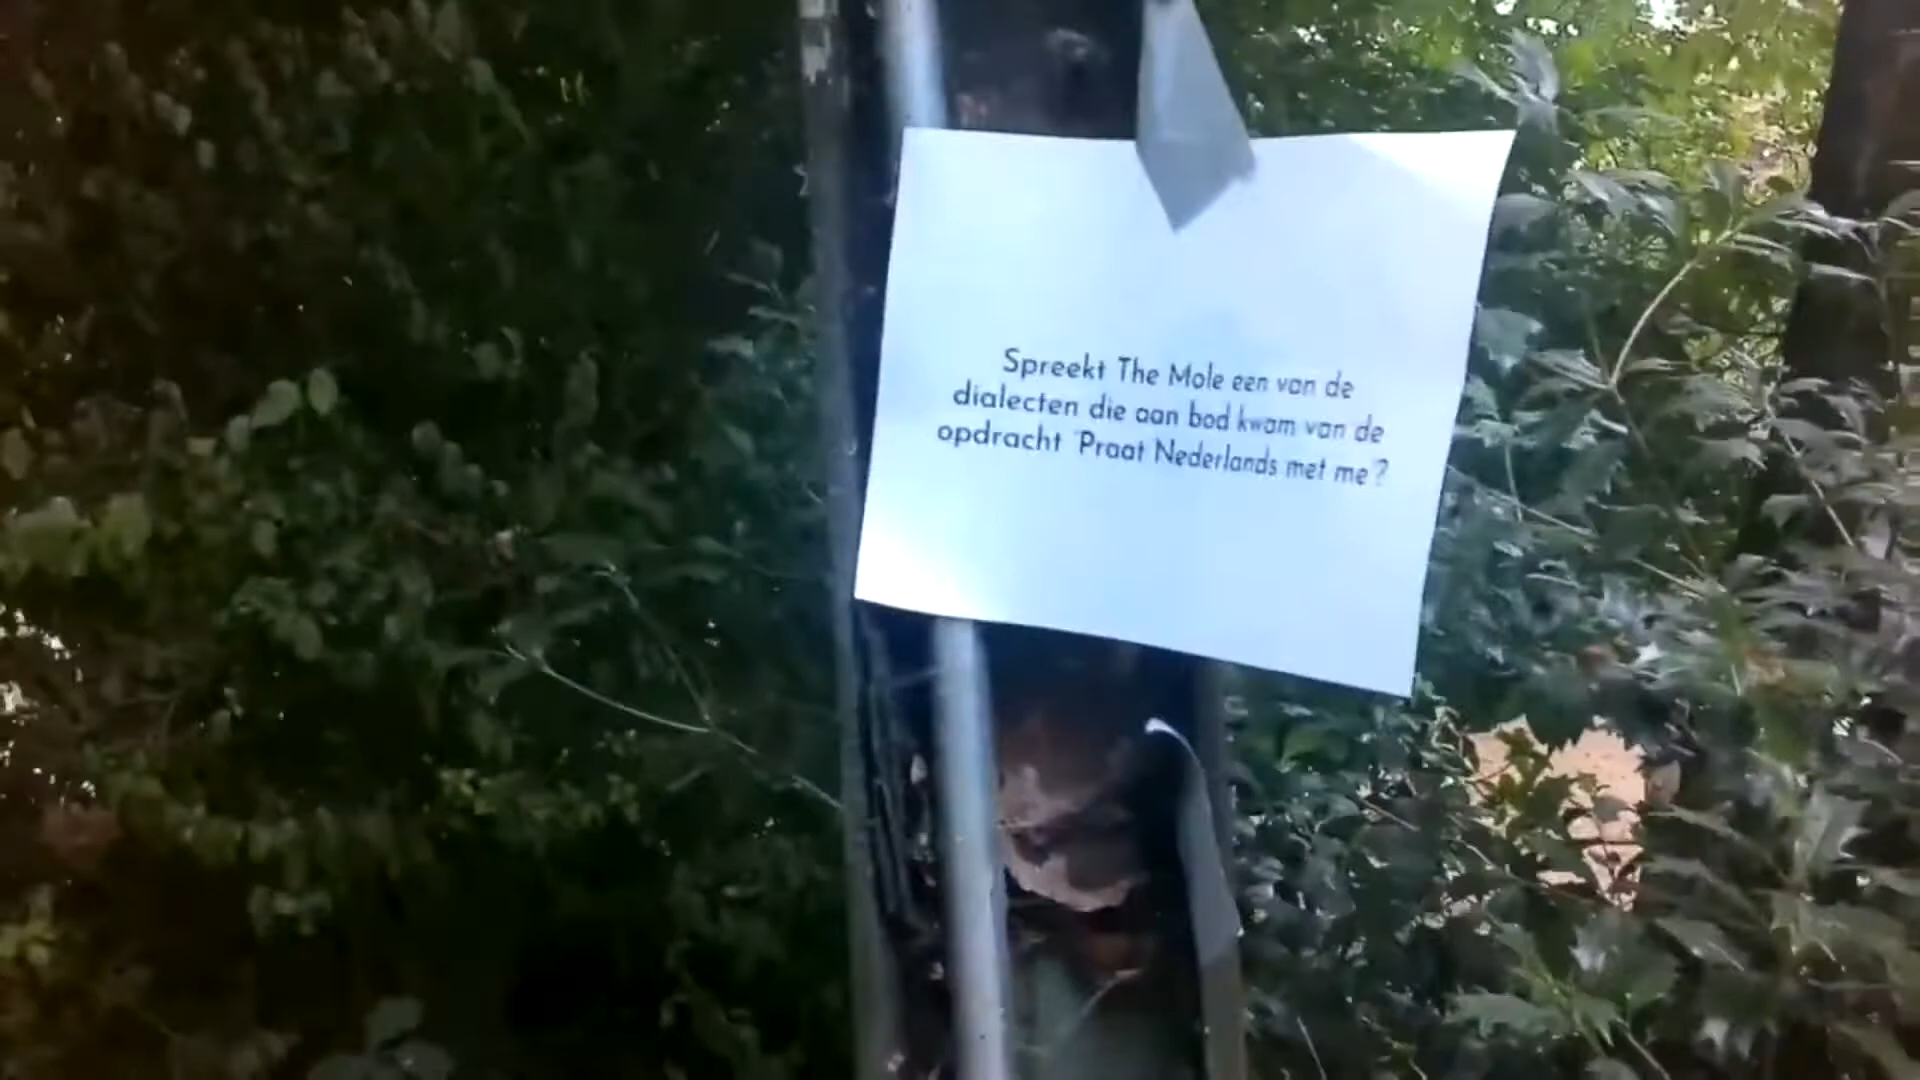 Spreekt The Mole een van de
dialecten die aan bod kwam van de
opdracht 'Praat Nederlands met me'?